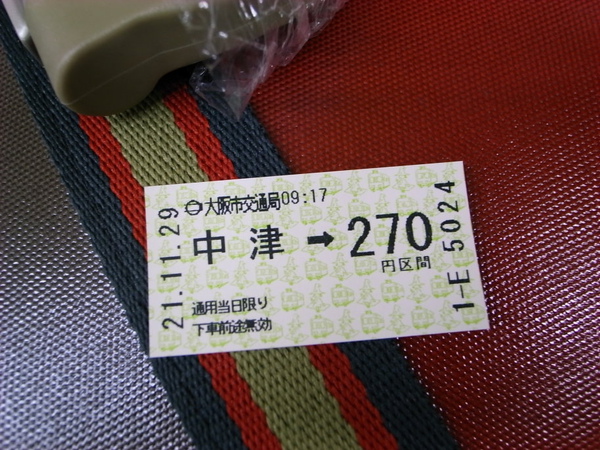 21.11.29
大阪市交通局09:17
中津→270
円区間
通用当日限り
下車前途無効
1-E 5024